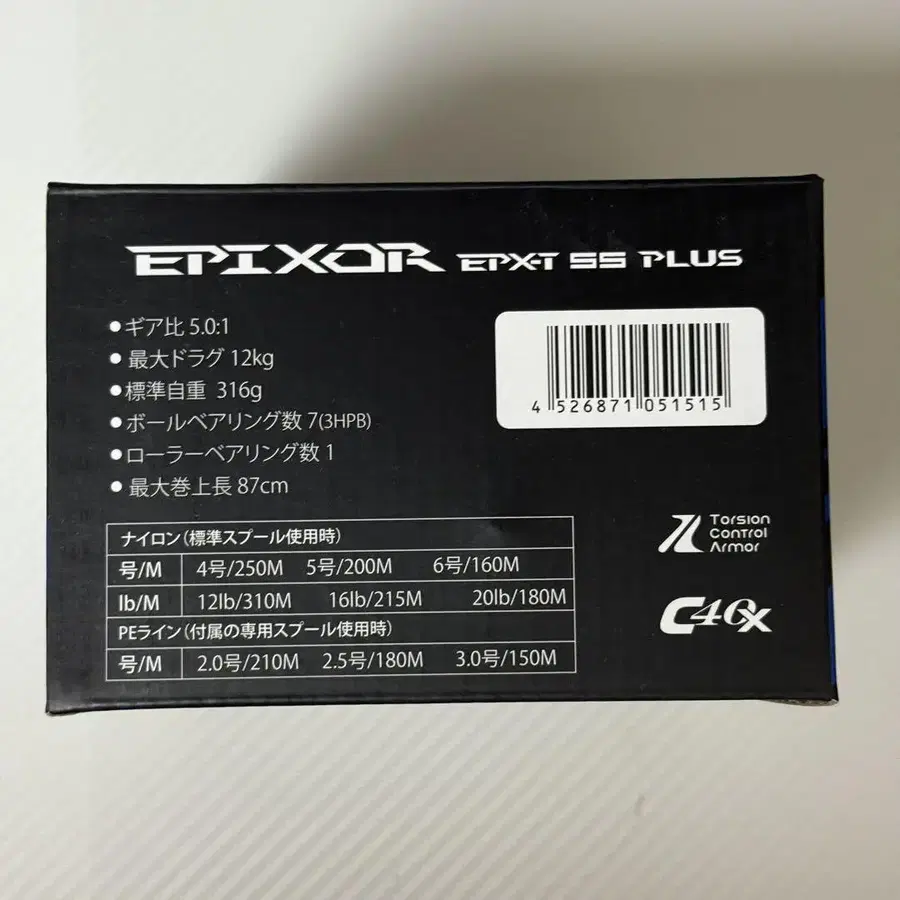 EPIXOR EPX-T SS PLUS
●ギア比 5.0:1
●最大ドラグ 12kg
●標準自重 316g
●ボールベアリング数 7(3HPB)
●ローラーベアリング数 1
●最大巻上長 87cm
4 526871 051515
ナイロン(標準スプール使用時)
号/M 4号/250M 5号/200M 6号/160M
lb/M 12lb/310M 16lb/215M 20lb/180M
PEライン(付属の専用スプール使用時)
号/M 2.0号/210M 2.5号/180M 3.0号/150M
Torsion
Control
Armor
C40X